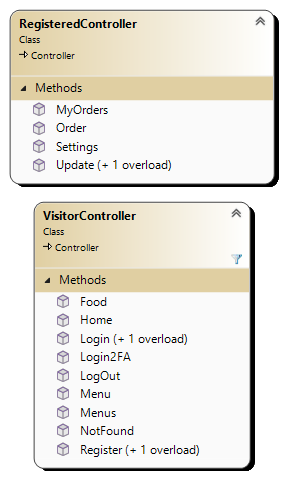 RegisteredController
Class
Controller
Methods
MyOrders
Order
Settings
Update (+ 1 overload)
VisitorController
Class
Controller
Methods
Food
Home
Login (+ 1 overload)
Login2FA
LogOut
Menu
Menus
NotFound
Register (+ 1 overload)